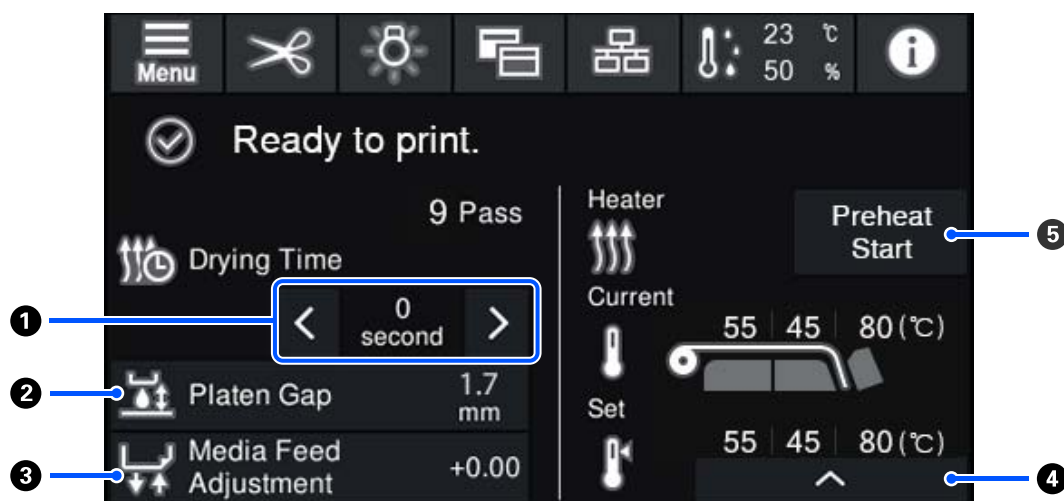 Menu
23 ℃
50 %
Ready to print.
9 Pass
Drying Time
0
second
Platen Gap
1.7
mm
Media Feed
Adjustment
+0.00
Heater
Preheat
Start
Current
55 45 80 (℃)
Set
55 45 80 (℃)
1
2
3
4
5